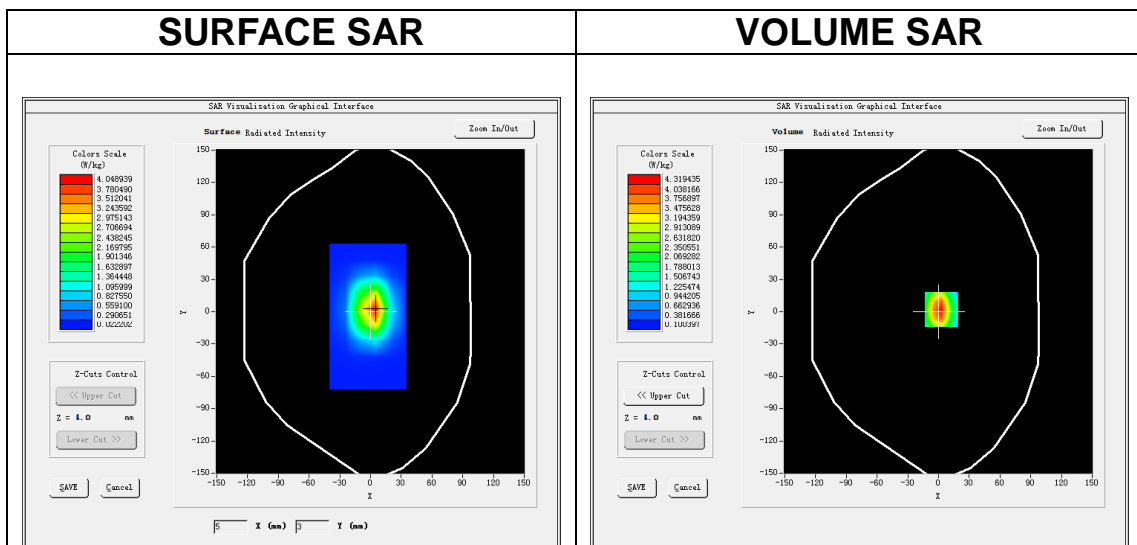 SURFACE SAR
VOLUME SAR
SAR Visualisation Graphical Interface
Surface Radiated Intensity
Zoom In/Out
Colors Scale
(W/kg)
4.048939
3.780490
3.512041
3.243592
2.975143
2.706694
2.438245
2.169795
1.901346
1.632897
1.364448
1.095999
0.827550
0.559100
0.290651
0.022202
150
120
90
60
30
0
-30
-60
-90
-120
-150
Y
-150 -120 -90 -60 -30 0 30 60 90 120 150
X
Z-Cuts Control
<< Upper Cut
Z = 4.0 mm
Lower Cut >>
SAVE Cancel
5 X (mm) 3 Y (mm)
SAR Visualisation Graphical Interface
Volume Radiated Intensity
Zoom In/Out
Colors Scale
(W/kg)
4.319435
4.038166
3.756897
3.475628
3.194359
2.913089
2.631820
2.350551
2.069282
1.788013
1.506743
1.225474
0.944205
0.662936
0.381666
0.100397
150
120
90
60
30
0
-30
-60
-90
-120
-150
Y
-150 -120 -90 -60 -30 0 30 60 90 120 150
X
Z-Cuts Control
<< Upper Cut
Z = 4.0 mm
Lower Cut >>
SAVE Cancel